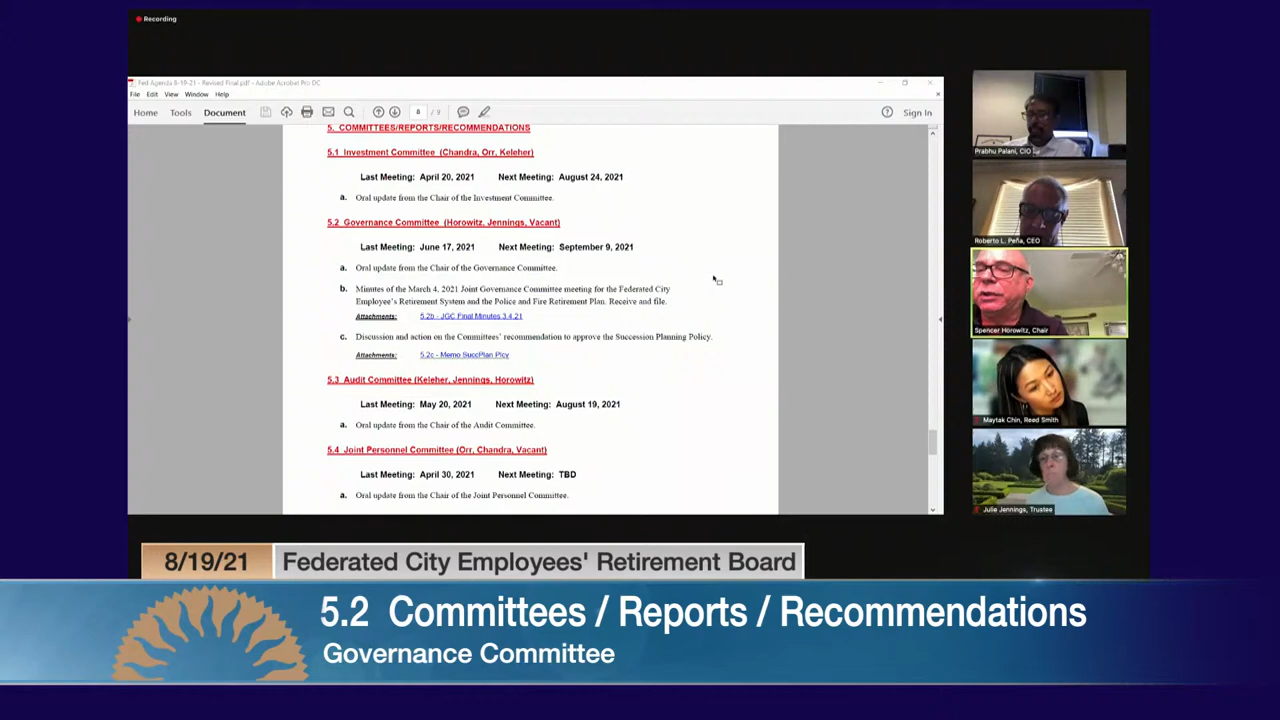 Recording
Fed Agenda 8-19-21 - Revised Final.pdf - Adobe Acrobat Pro DC
File Edit View Window Help
Home Tools Document 8 / 9 Sign In
5. COMMITTEES/REPORTS/RECOMMENDATIONS
5.1 Investment Committee (Chandra, Orr, Keleher)
Last Meeting: April 20, 2021 Next Meeting: August 24, 2021
a. Oral update from the Chair of the Investment Committee.
5.2 Governance Committee (Horowitz, Jennings, Vacant)
Last Meeting: June 17, 2021 Next Meeting: September 9, 2021
a. Oral update from the Chair of the Governance Committee.
b. Minutes of the March 4, 2021 Joint Governance Committee meeting for the Federated City
Employee's Retirement System and the Police and Fire Retirement Plan. Receive and file.
Attachments: 5.2b - JGC Final Minutes 3.4.21
c. Discussion and action on the Committees' recommendation to approve the Succession Planning Policy.
Attachments: 5.2c - Memo SuccPlan Plcy
5.3 Audit Committee (Keleher, Jennings, Horowitz)
Last Meeting: May 20, 2021 Next Meeting: August 19, 2021
a. Oral update from the Chair of the Audit Committee.
5.4 Joint Personnel Committee (Orr, Chandra, Vacant)
Last Meeting: April 30, 2021 Next Meeting: TBD
a. Oral update from the Chair of the Joint Personnel Committee.
Prabhu Palani, CIO
Roberto L. Peña, CEO
Spencer Horowitz, Chair
Maytak Chin, Reed Smith
Julie Jennings, Trustee
8/19/21 Federated City Employees' Retirement Board
5.2 Committees / Reports / Recommendations
Governance Committee